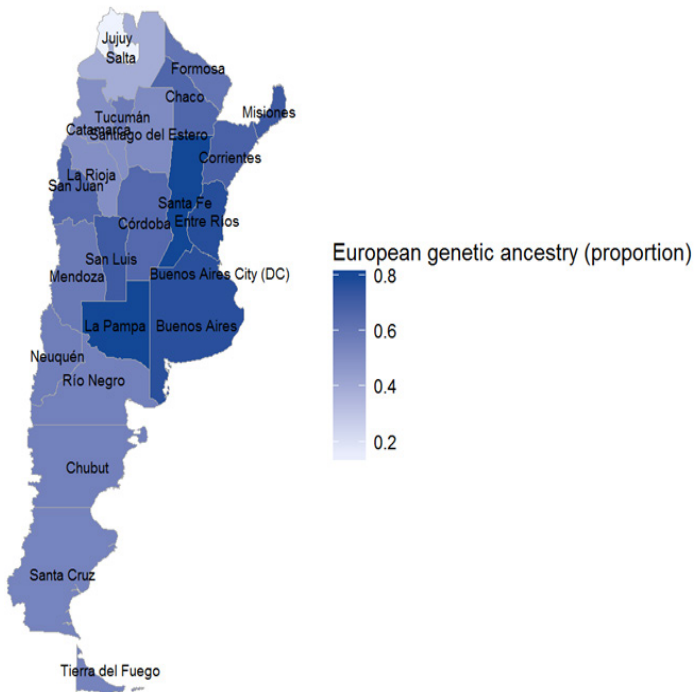 Jujuy
Salta
Formosa
Chaco
Misiones
Tucumán
Catamarca
Santiago del Estero
Corrientes
La Rioja
San Juan
Santa Fe
Córdoba
Entre Ríos
San Luis
Mendoza
Buenos Aires City (DC)
La Pampa
Buenos Aires
Neuquén
Río Negro
Chubut
Santa Cruz
Tierra del Fuego
European genetic ancestry (proportion)
0.8
0.6
0.4
0.2